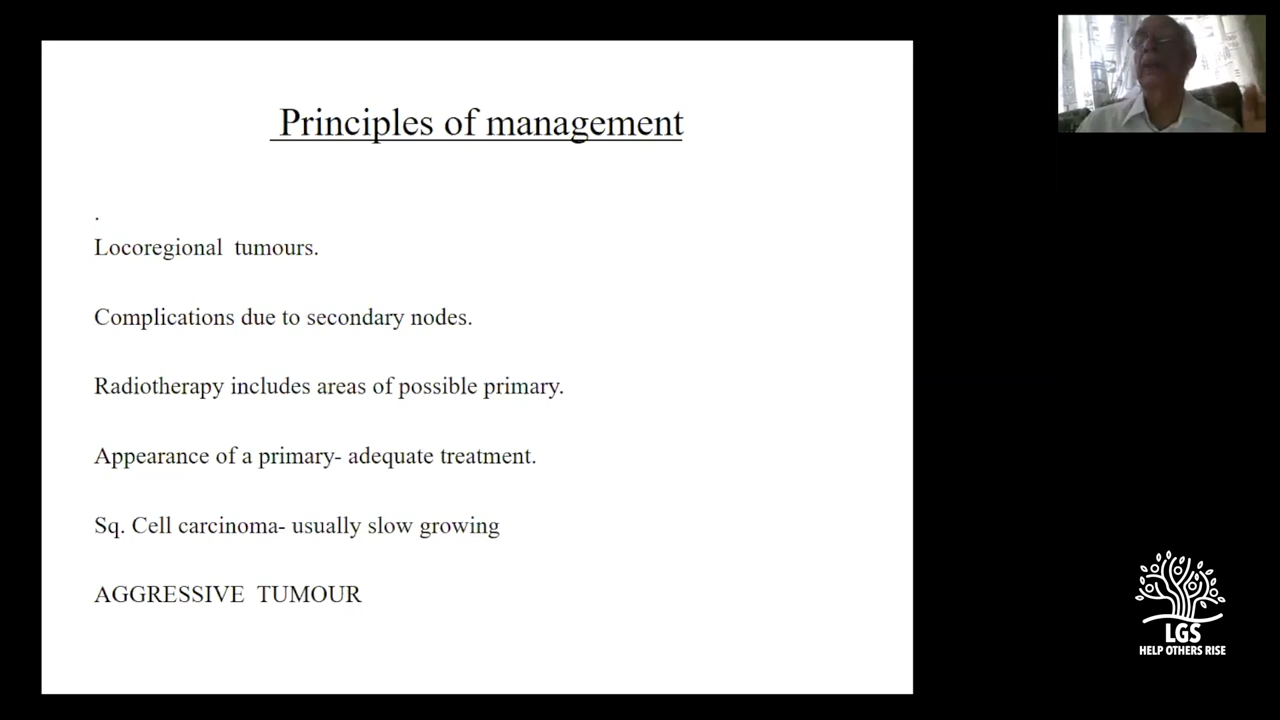 Principles of management
.
Locoregional tumours.
Complications due to secondary nodes.
Radiotherapy includes areas of possible primary.
Appearance of a primary- adequate treatment.
Sq. Cell carcinoma- usually slow growing
AGGRESSIVE TUMOUR
LGS
HELP OTHERS RISE